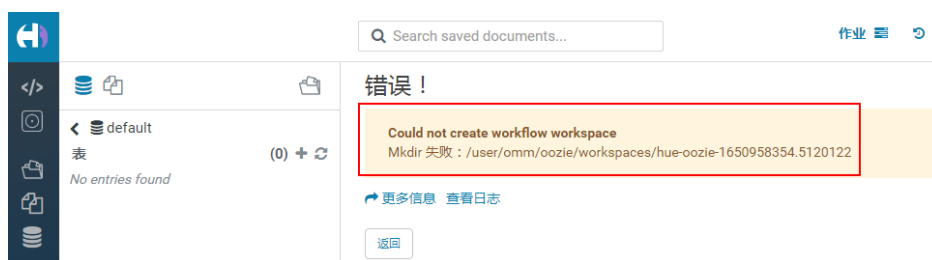 Search saved documents...
作业
</>
default
表 (0)
No entries found
错误！
Could not create workflow workspace
Mkdir 失败：/user/omm/oozie/workspaces/hue-oozie-1650958354.5120122
更多信息 查看日志
返回